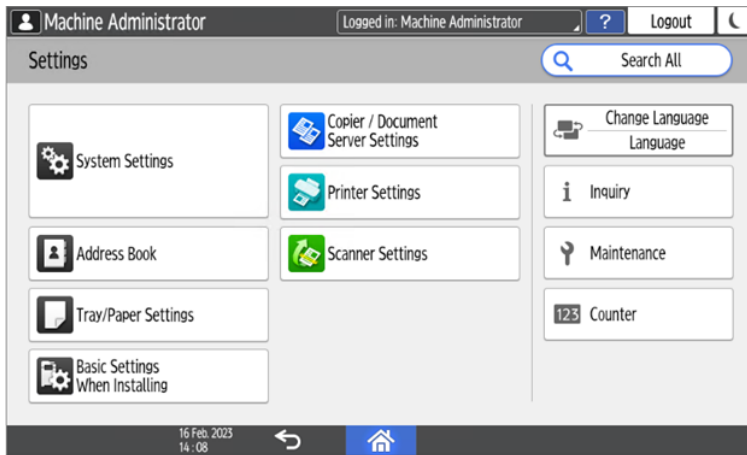 Machine Administrator
Logged in: Machine Administrator
?
Logout
Settings
Search All
System Settings
Address Book
Tray/Paper Settings
Basic Settings
When Installing
Copier / Document
Server Settings
Printer Settings
Scanner Settings
Change Language
Language
i Inquiry
Maintenance
123 Counter
16 Feb. 2023
14 : 08